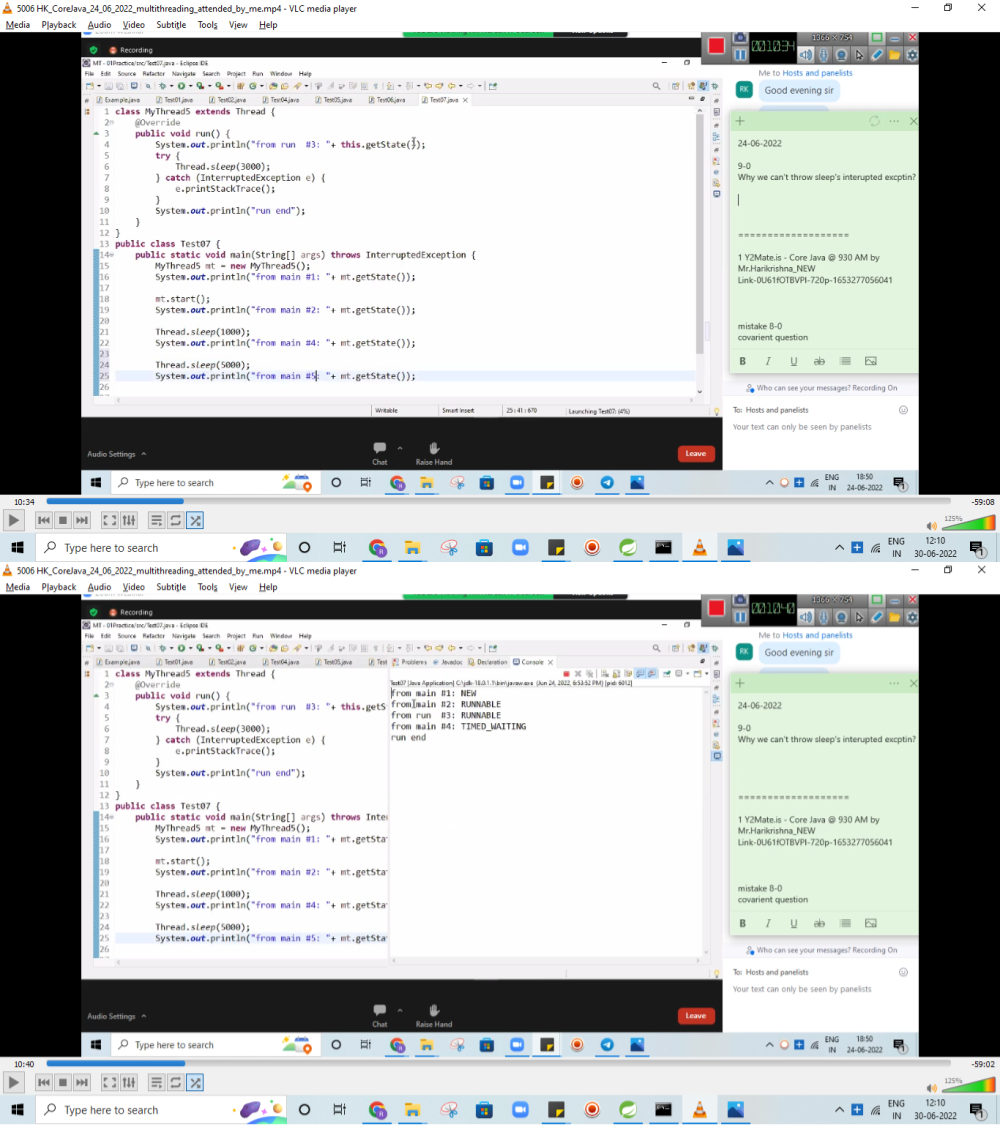 5006 HK_CoreJava_24_06_2022_multithreading_attended_by_me.mp4 - VLC media player
Media Playback Audio Video Subtitle Tools View Help
Recording
1366 × 754
00:10:34
MT - 01Practice/src/Test07.java - Eclipse IDE
File Edit Source Refactor Navigate Search Project Run Window Help
Example.java Test01.java Test02.java Test04.java Test05.java Test06.java Test07.java
1 class MyThread5 extends Thread {
2 @Override
3 public void run() {
4 System.out.println("from run  #3: "+ this.getState());
5 try {
6 Thread.sleep(3000);
7 } catch (InterruptedException e) {
8 e.printStackTrace();
9 }
10 System.out.println("run end");
11 }
12 }
13 public class Test07 {
14 public static void main(String[] args) throws InterruptedException {
15 MyThread5 mt = new MyThread5();
16 System.out.println("from main #1: "+ mt.getState());
17
18 mt.start();
19 System.out.println("from main #2: "+ mt.getState());
20
21 Thread.sleep(1000);
22 System.out.println("from main #4: "+ mt.getState());
23
24 Thread.sleep(5000);
25 System.out.println("from main #5: "+ mt.getState());
26
Writable Smart Insert 25 : 41 : 670 Launching Test07: (4%)
Me to Hosts and panelists
RK Good evening sir
24-06-2022
9-0
Why we can't throw sleep's interupted excptin?
===================
1 Y2Mate.is - Core Java @ 930 AM by
Mr.Harikrishna_NEW
Link-0U61fOTBVPI-720p-1653277056041
mistake 8-0
covarient question
B I U ab
Who can see your messages? Recording On
To: Hosts and panelists
Your text can only be seen by panelists
Audio Settings Chat Raise Hand Leave
Type here to search
ENG IN 18:50 24-06-2022
10:34 -59:08
125%
Type here to search
ENG IN 12:10 30-06-2022
5006 HK_CoreJava_24_06_2022_multithreading_attended_by_me.mp4 - VLC media player
Media Playback Audio Video Subtitle Tools View Help
Recording
1366 × 754
00:10:40
MT - 01Practice/src/Test07.java - Eclipse IDE
File Edit Source Refactor Navigate Search Project Run Window Help
Example.java Test01.java Test02.java Test04.java Test05.java Test Problems Javadoc Declaration Console
1 class MyThread5 extends Thread {
2 @Override
3 public void run() {
4 System.out.println("from run  #3: "+ this.getS
5 try {
6 Thread.sleep(3000);
7 } catch (InterruptedException e) {
8 e.printStackTrace();
9 }
10 System.out.println("run end");
11 }
12 }
13 public class Test07 {
14 public static void main(String[] args) throws Inte
15 MyThread5 mt = new MyThread5();
16 System.out.println("from main #1: "+ mt.getSta
17
18 mt.start();
19 System.out.println("from main #2: "+ mt.getSta
20
21 Thread.sleep(1000);
22 System.out.println("from main #4: "+ mt.getSta
23
24 Thread.sleep(5000);
25 System.out.println("from main #5: "+ mt.getSta
26
Test07 [Java Application] C:\jdk-18.0.1.1\bin\javaw.exe (Jun 24, 2022, 6:53:52 PM) [pid: 6012]
from main #1: NEW
from main #2: RUNNABLE
from run  #3: RUNNABLE
from main #4: TIMED_WAITING
run end
Me to Hosts and panelists
RK Good evening sir
24-06-2022
9-0
Why we can't throw sleep's interupted excptin?
===================
1 Y2Mate.is - Core Java @ 930 AM by
Mr.Harikrishna_NEW
Link-0U61fOTBVPI-720p-1653277056041
mistake 8-0
covarient question
B I U ab
Who can see your messages? Recording On
To: Hosts and panelists
Your text can only be seen by panelists
Audio Settings Chat Raise Hand Leave
Type here to search
ENG IN 18:50 24-06-2022
10:40 -59:02
125%
Type here to search
ENG IN 12:10 30-06-2022